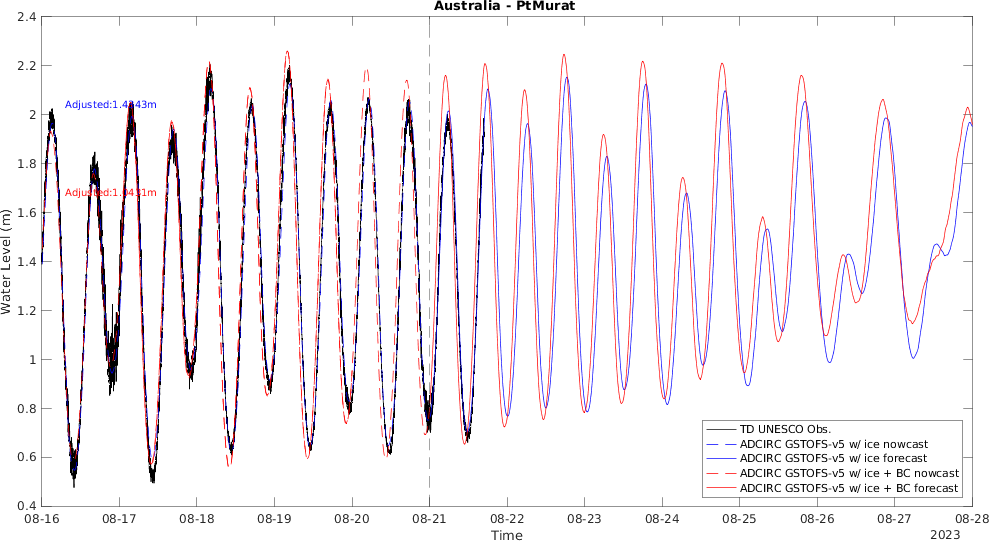 Australia - PtMurat
2.4
2.2
2
1.8
1.6
1.4
1.2
1
0.8
0.6
0.4
Water Level (m)
Adjusted:1.4343m
Adjusted:1.0431m
TD UNESCO Obs.
ADCIRC GSTOFS-v5 w/ ice nowcast
ADCIRC GSTOFS-v5 w/ ice forecast
ADCIRC GSTOFS-v5 w/ ice + BC nowcast
ADCIRC GSTOFS-v5 w/ ice + BC forecast
08-16 08-17 08-18 08-19 08-20 08-21 08-22 08-23 08-24 08-25 08-26 08-27 08-28
Time
2023